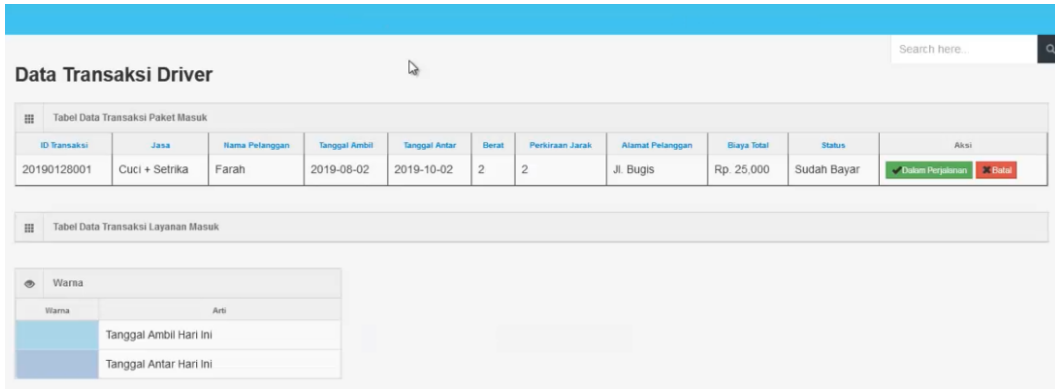 Search here...
Data Transaksi Driver
Tabel Data Transaksi Paket Masuk
ID Transaksi Jasa Nama Pelanggan Tanggal Ambil Tanggal Antar Berat Perkiraan Jarak Alamat Pelanggan Biaya Total Status Aksi
20190128001 Cuci + Setrika Farah 2019-08-02 2019-10-02 2 2 Jl. Bugis Rp. 25,000 Sudah Bayar Dalam Perjalanan Batal
Tabel Data Transaksi Layanan Masuk
Warna
Warna Arti
Tanggal Ambil Hari Ini
Tanggal Antar Hari Ini